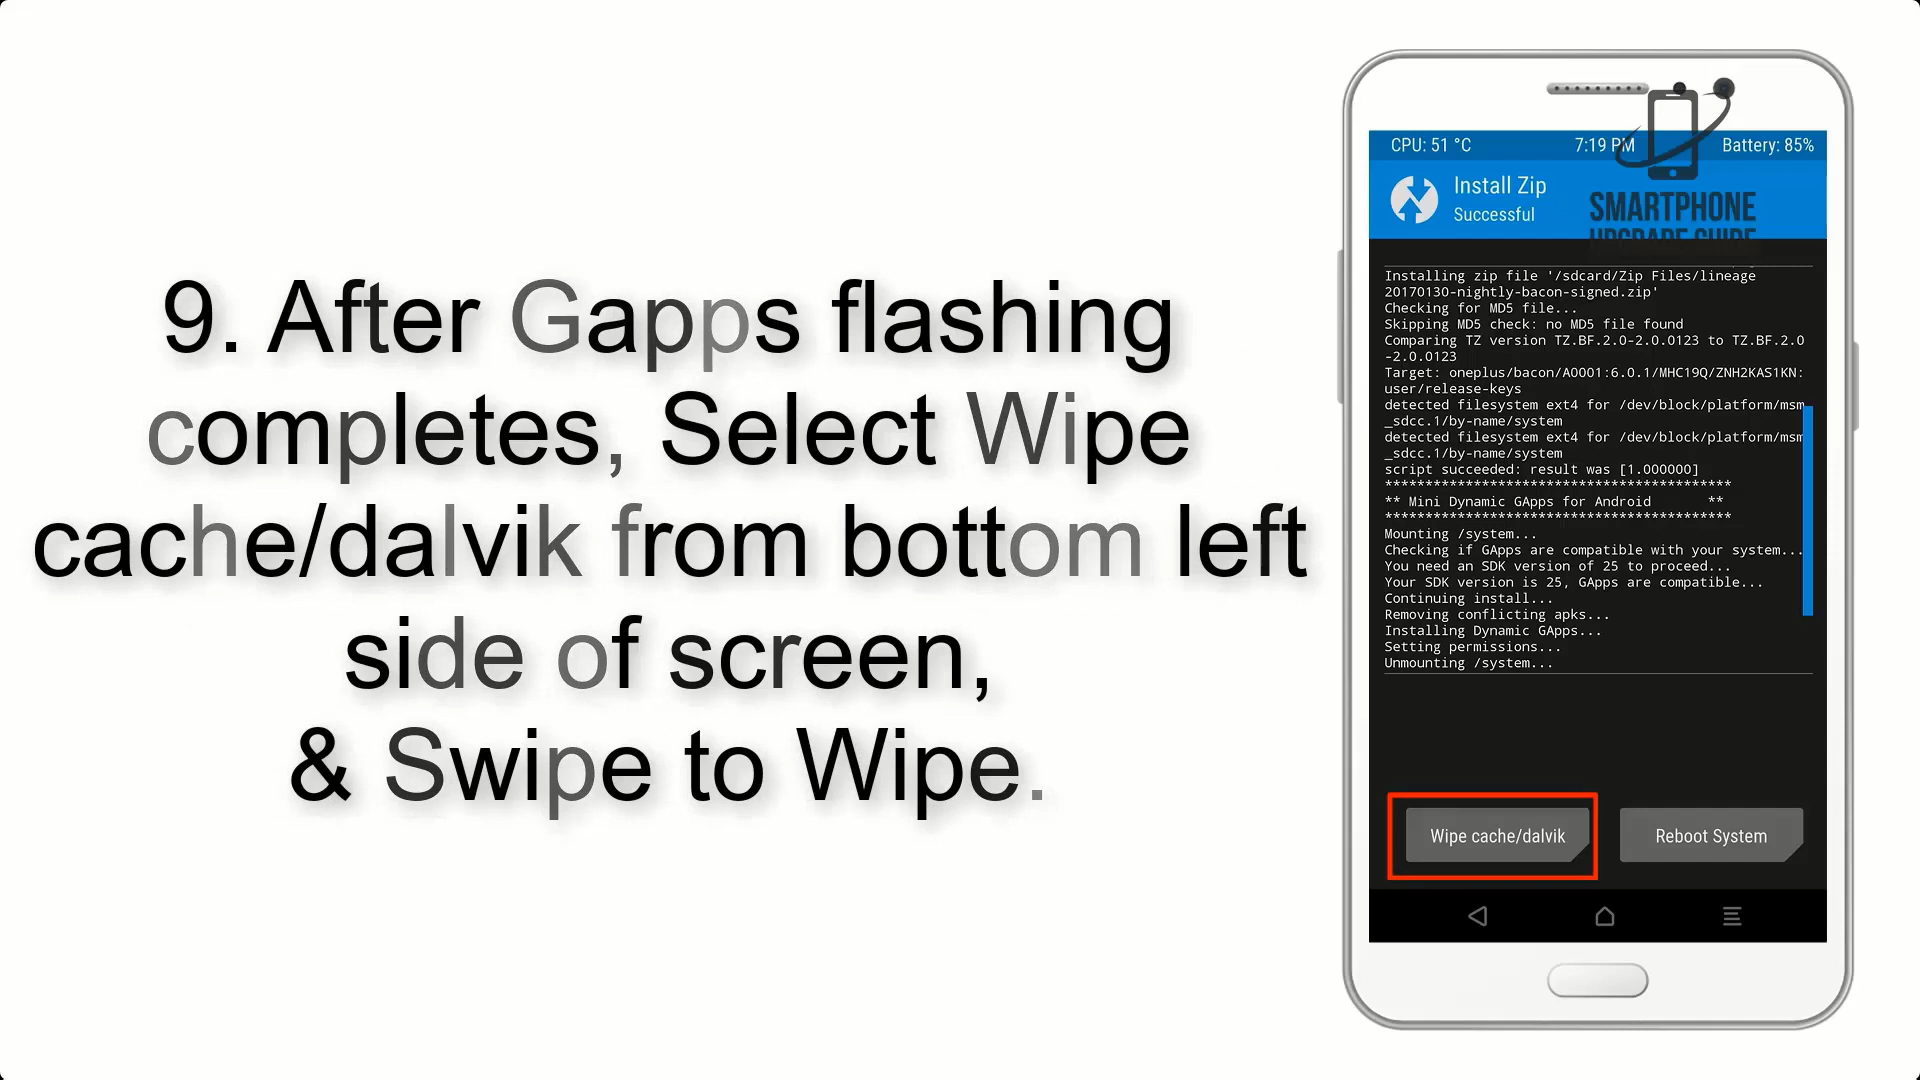 9. After Gapps flashing
completes, Select Wipe
cache/dalvik from bottom left
side of screen,
& Swipe to Wipe.
CPU: 51 °C 7:19 PM Battery: 85%
Install Zip
Successful
SMARTPHONE
UPGRADE GUIDE
Installing zip file '/sdcard/Zip Files/lineage
20170130-nightly-bacon-signed.zip'
Checking for MD5 file...
Skipping MD5 check: no MD5 file found
Comparing TZ version TZ.BF.2.0-2.0.0123 to TZ.BF.2.0
-2.0.0123
Target: oneplus/bacon/A0001:6.0.1/MHC19Q/ZNH2KAS1KN:
user/release-keys
detected filesystem ext4 for /dev/block/platform/msm
_sdcc.1/by-name/system
detected filesystem ext4 for /dev/block/platform/msm
_sdcc.1/by-name/system
script succeeded: result was [1.000000]
*******************************************
** Mini Dynamic GApps for Android **
*******************************************
Mounting /system...
Checking if GApps are compatible with your system...
You need an SDK version of 25 to proceed...
Your SDK version is 25, GApps are compatible...
Continuing install...
Removing conflicting apks...
Installing Dynamic GApps...
Setting permissions...
Unmounting /system...
Wipe cache/dalvik Reboot System